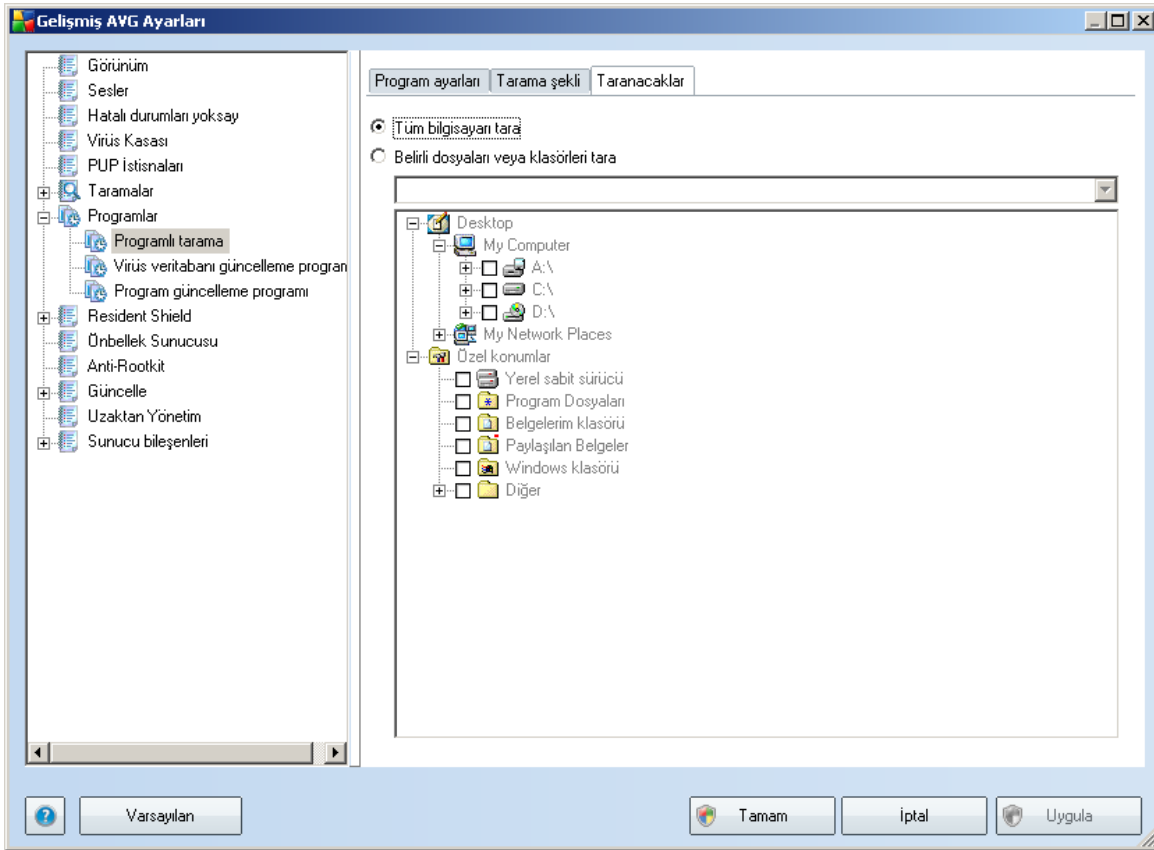 Gelişmiş AVG Ayarları
Görünüm
Sesler
Hatalı durumları yoksay
Virüs Kasası
PUP İstisnaları
Taramalar
Programlar
Programlı tarama
Virüs veritabanı güncelleme program
Program güncelleme programı
Resident Shield
Önbellek Sunucusu
Anti-Rootkit
Güncelle
Uzaktan Yönetim
Sunucu bileşenleri
Program ayarları Tarama şekli Taranacaklar
Tüm bilgisayarı tara
Belirli dosyaları veya klasörleri tara
Desktop
My Computer
A:\
C:\
D:\
My Network Places
Özel konumlar
Yerel sabit sürücü
Program Dosyaları
Belgelerim klasörü
Paylaşılan Belgeler
Windows klasörü
Diğer
Varsayılan Tamam İptal Uygula